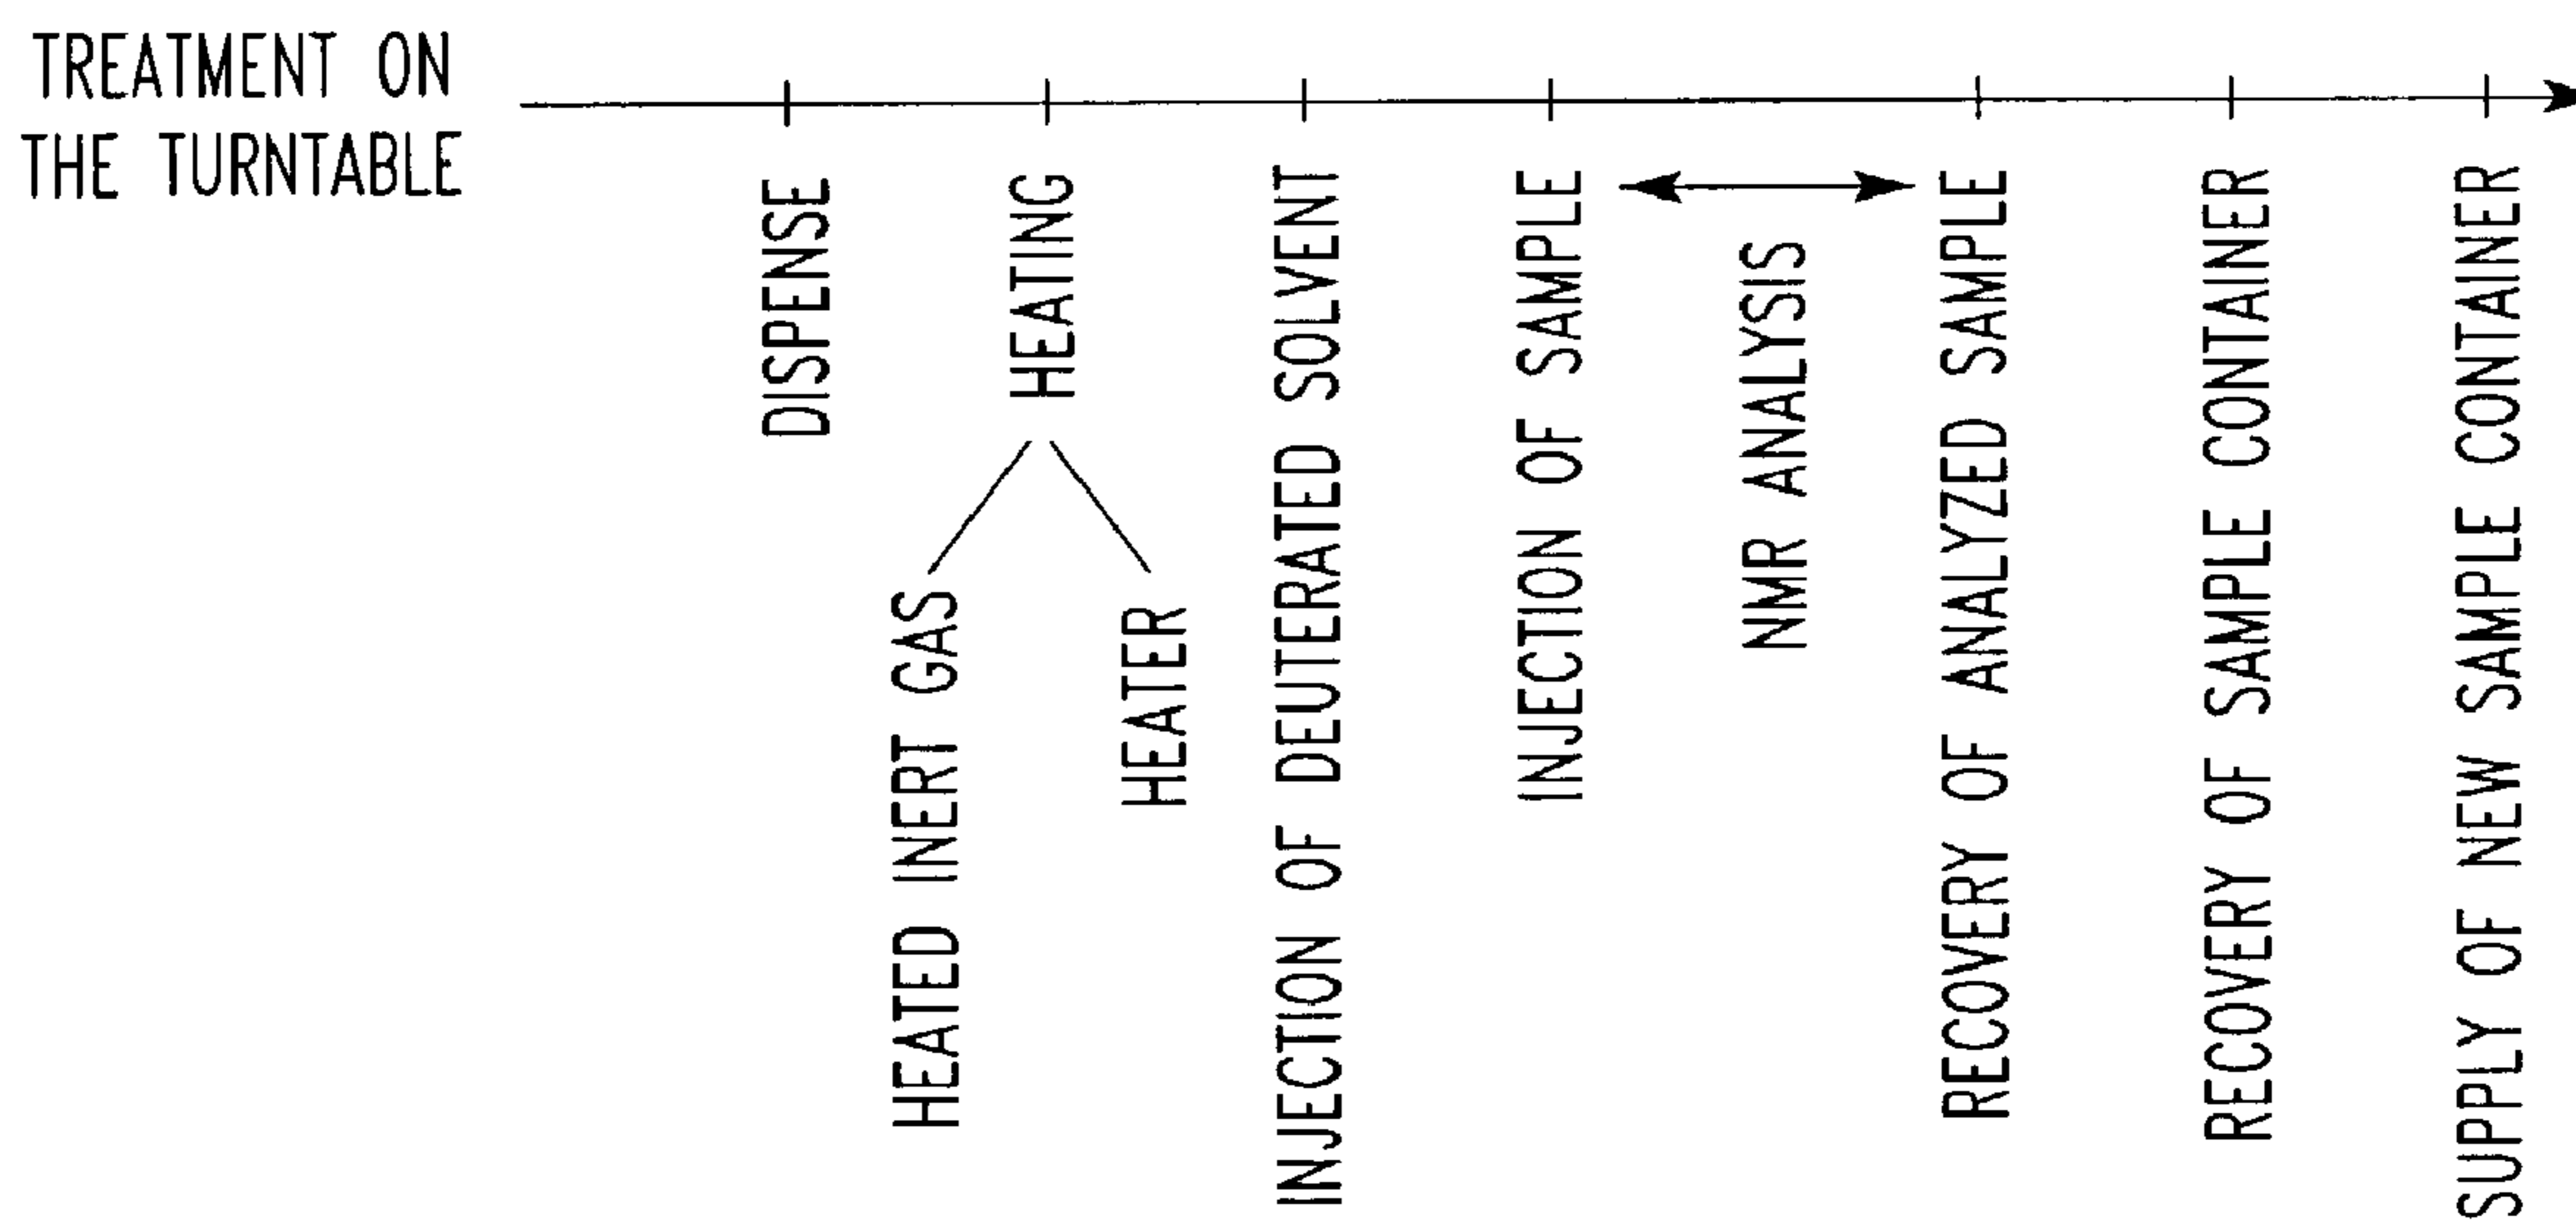 TREATMENT ON
THE TURNTABLE
DISPENSE
HEATING
HEATED INERT GAS
HEATER
INJECTION OF DEUTERATED SOLVENT
INJECTION OF SAMPLE
NMR ANALYSIS
RECOVERY OF ANALYZED SAMPLE
RECOVERY OF SAMPLE CONTAINER
SUPPLY OF NEW SAMPLE CONTAINER